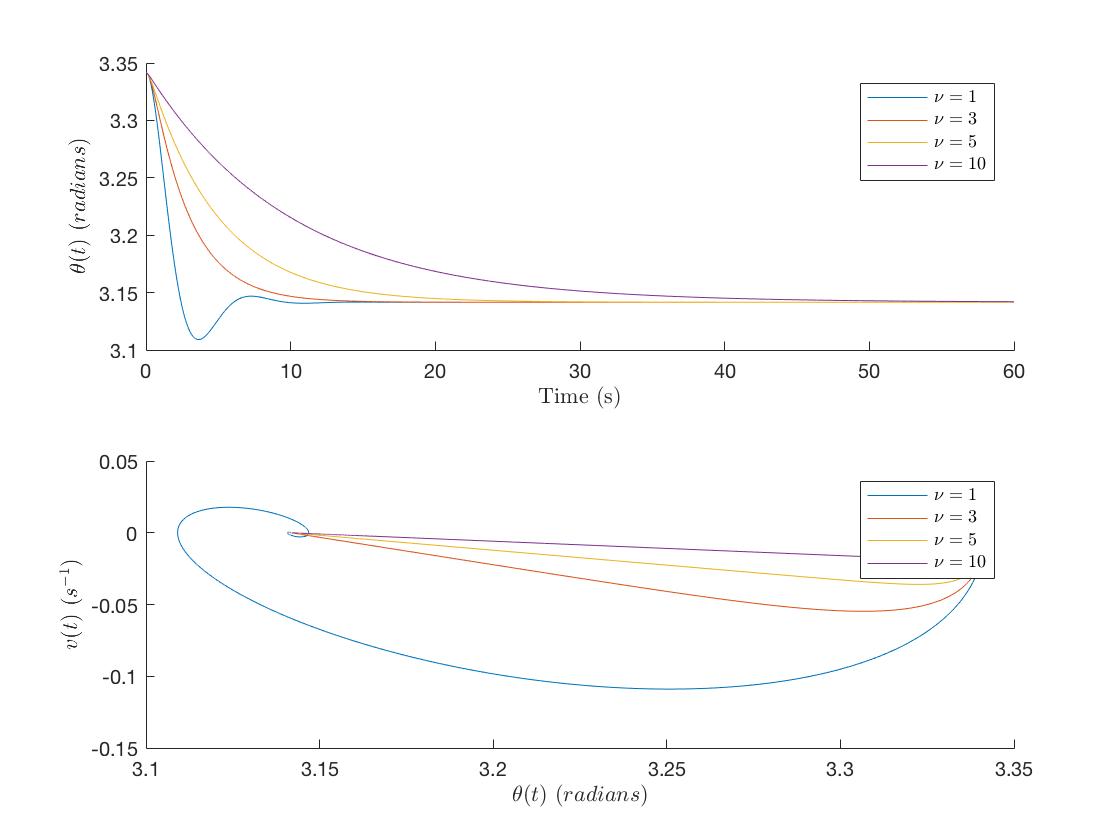 3.35
3.3
3.25
3.2
3.15
3.1
θ(t) (radians)
ν = 1
ν = 3
ν = 5
ν = 10
0 10 20 30 40 50 60
Time (s)
0.05
0
-0.05
-0.1
-0.15
v(t) (s⁻¹)
ν = 1
ν = 3
ν = 5
ν = 10
3.1 3.15 3.2 3.25 3.3 3.35
θ(t) (radians)